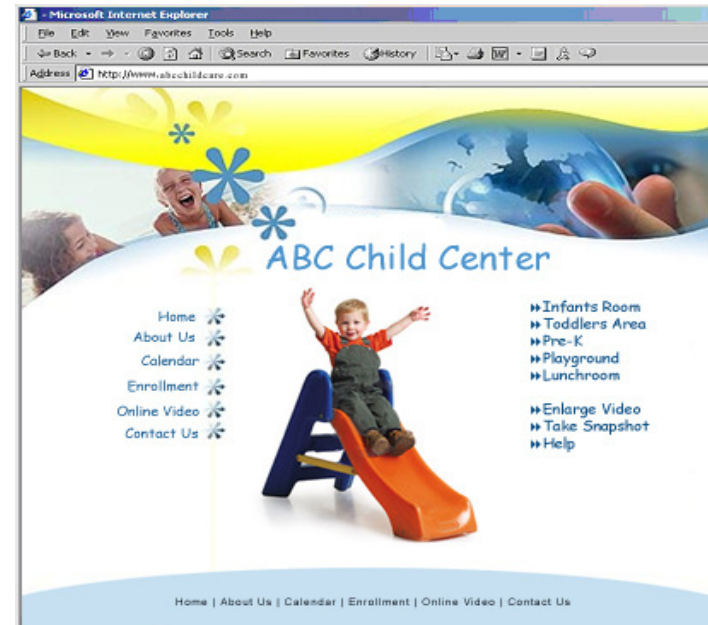 - Microsoft Internet Explorer
File Edit View Favorites Tools Help
Back Search Favorites History
Address http://www.abcchildcare.com
ABC Child Center
Home
About Us
Calendar
Enrollment
Online Video
Contact Us
Infants Room
Toddlers Area
Pre-K
Playground
Lunchroom
Enlarge Video
Take Snapshot
Help
Home | About Us | Calendar | Enrollment | Online Video | Contact Us